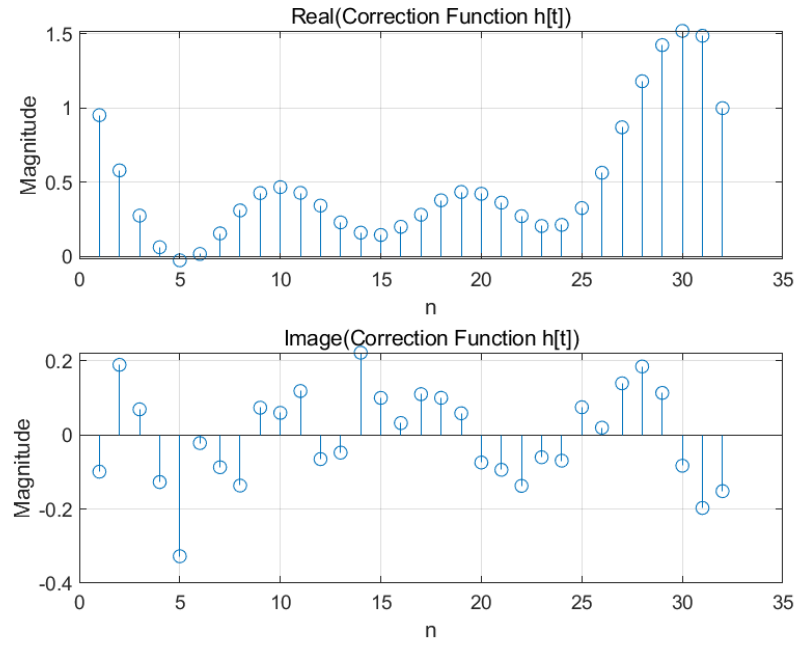 Real(Correction Function h[t])
1.5
1
0.5
0
Magnitude
0 5 10 15 20 25 30 35
n
Image(Correction Function h[t])
0.2
0
-0.2
-0.4
Magnitude
0 5 10 15 20 25 30 35
n